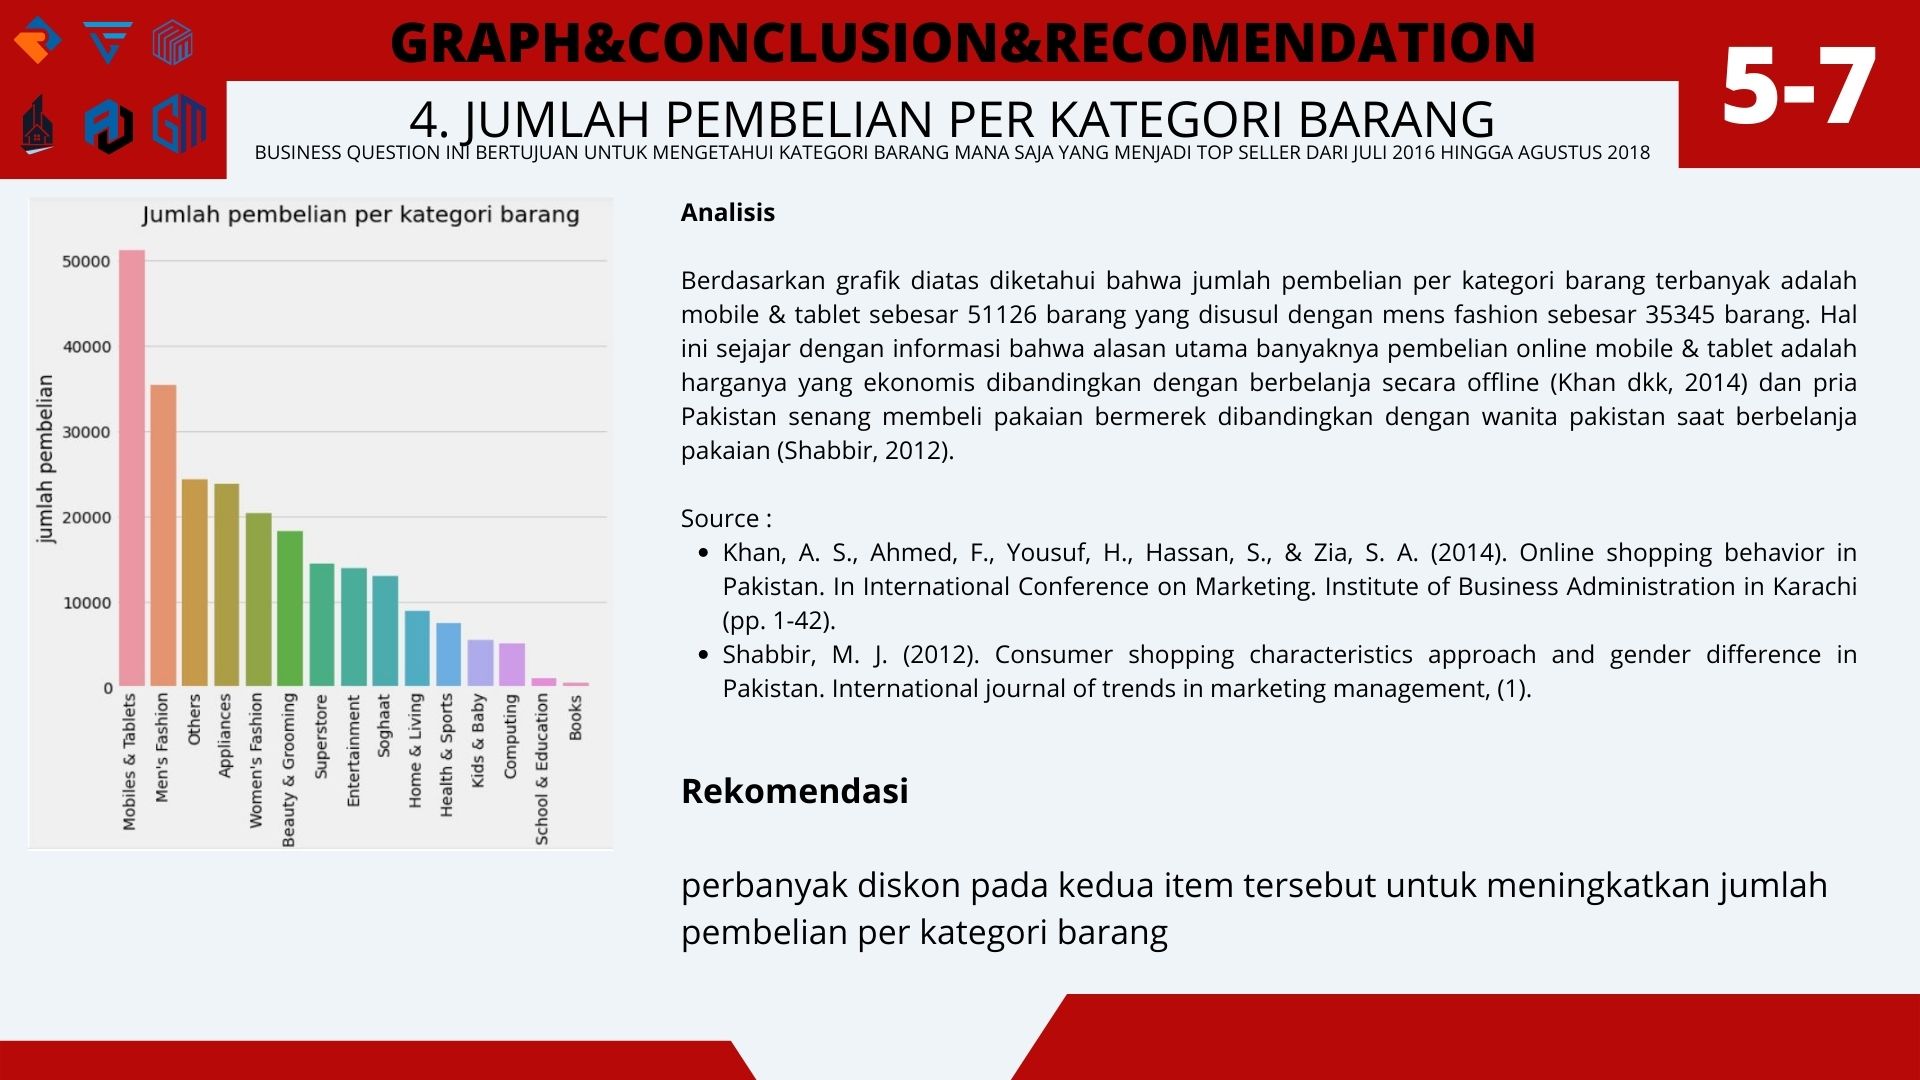 GRAPH&CONCLUSION&RECOMENDATION
5-7
4. JUMLAH PEMBELIAN PER KATEGORI BARANG
BUSINESS QUESTION INI BERTUJUAN UNTUK MENGETAHUI KATEGORI BARANG MANA SAJA YANG MENJADI TOP SELLER DARI JULI 2016 HINGGA AGUSTUS 2018
Jumlah pembelian per kategori barang
jumlah pembelian
50000
40000
30000
20000
10000
0
Mobiles & Tablets
Men's Fashion
Others
Appliances
Women's Fashion
Beauty & Grooming
Superstore
Entertainment
Soghaat
Home & Living
Health & Sports
Kids & Baby
Computing
School & Education
Books
Analisis
Berdasarkan grafik diatas diketahui bahwa jumlah pembelian per kategori barang terbanyak adalah
mobile & tablet sebesar 51126 barang yang disusul dengan mens fashion sebesar 35345 barang. Hal
ini sejajar dengan informasi bahwa alasan utama banyaknya pembelian online mobile & tablet adalah
harganya yang ekonomis dibandingkan dengan berbelanja secara offline (Khan dkk, 2014) dan pria
Pakistan senang membeli pakaian bermerek dibandingkan dengan wanita pakistan saat berbelanja
pakaian (Shabbir, 2012).
Source :
• Khan, A. S., Ahmed, F., Yousuf, H., Hassan, S., & Zia, S. A. (2014). Online shopping behavior in
Pakistan. In International Conference on Marketing. Institute of Business Administration in Karachi
(pp. 1-42).
• Shabbir, M. J. (2012). Consumer shopping characteristics approach and gender difference in
Pakistan. International journal of trends in marketing management, (1).
Rekomendasi
perbanyak diskon pada kedua item tersebut untuk meningkatkan jumlah
pembelian per kategori barang